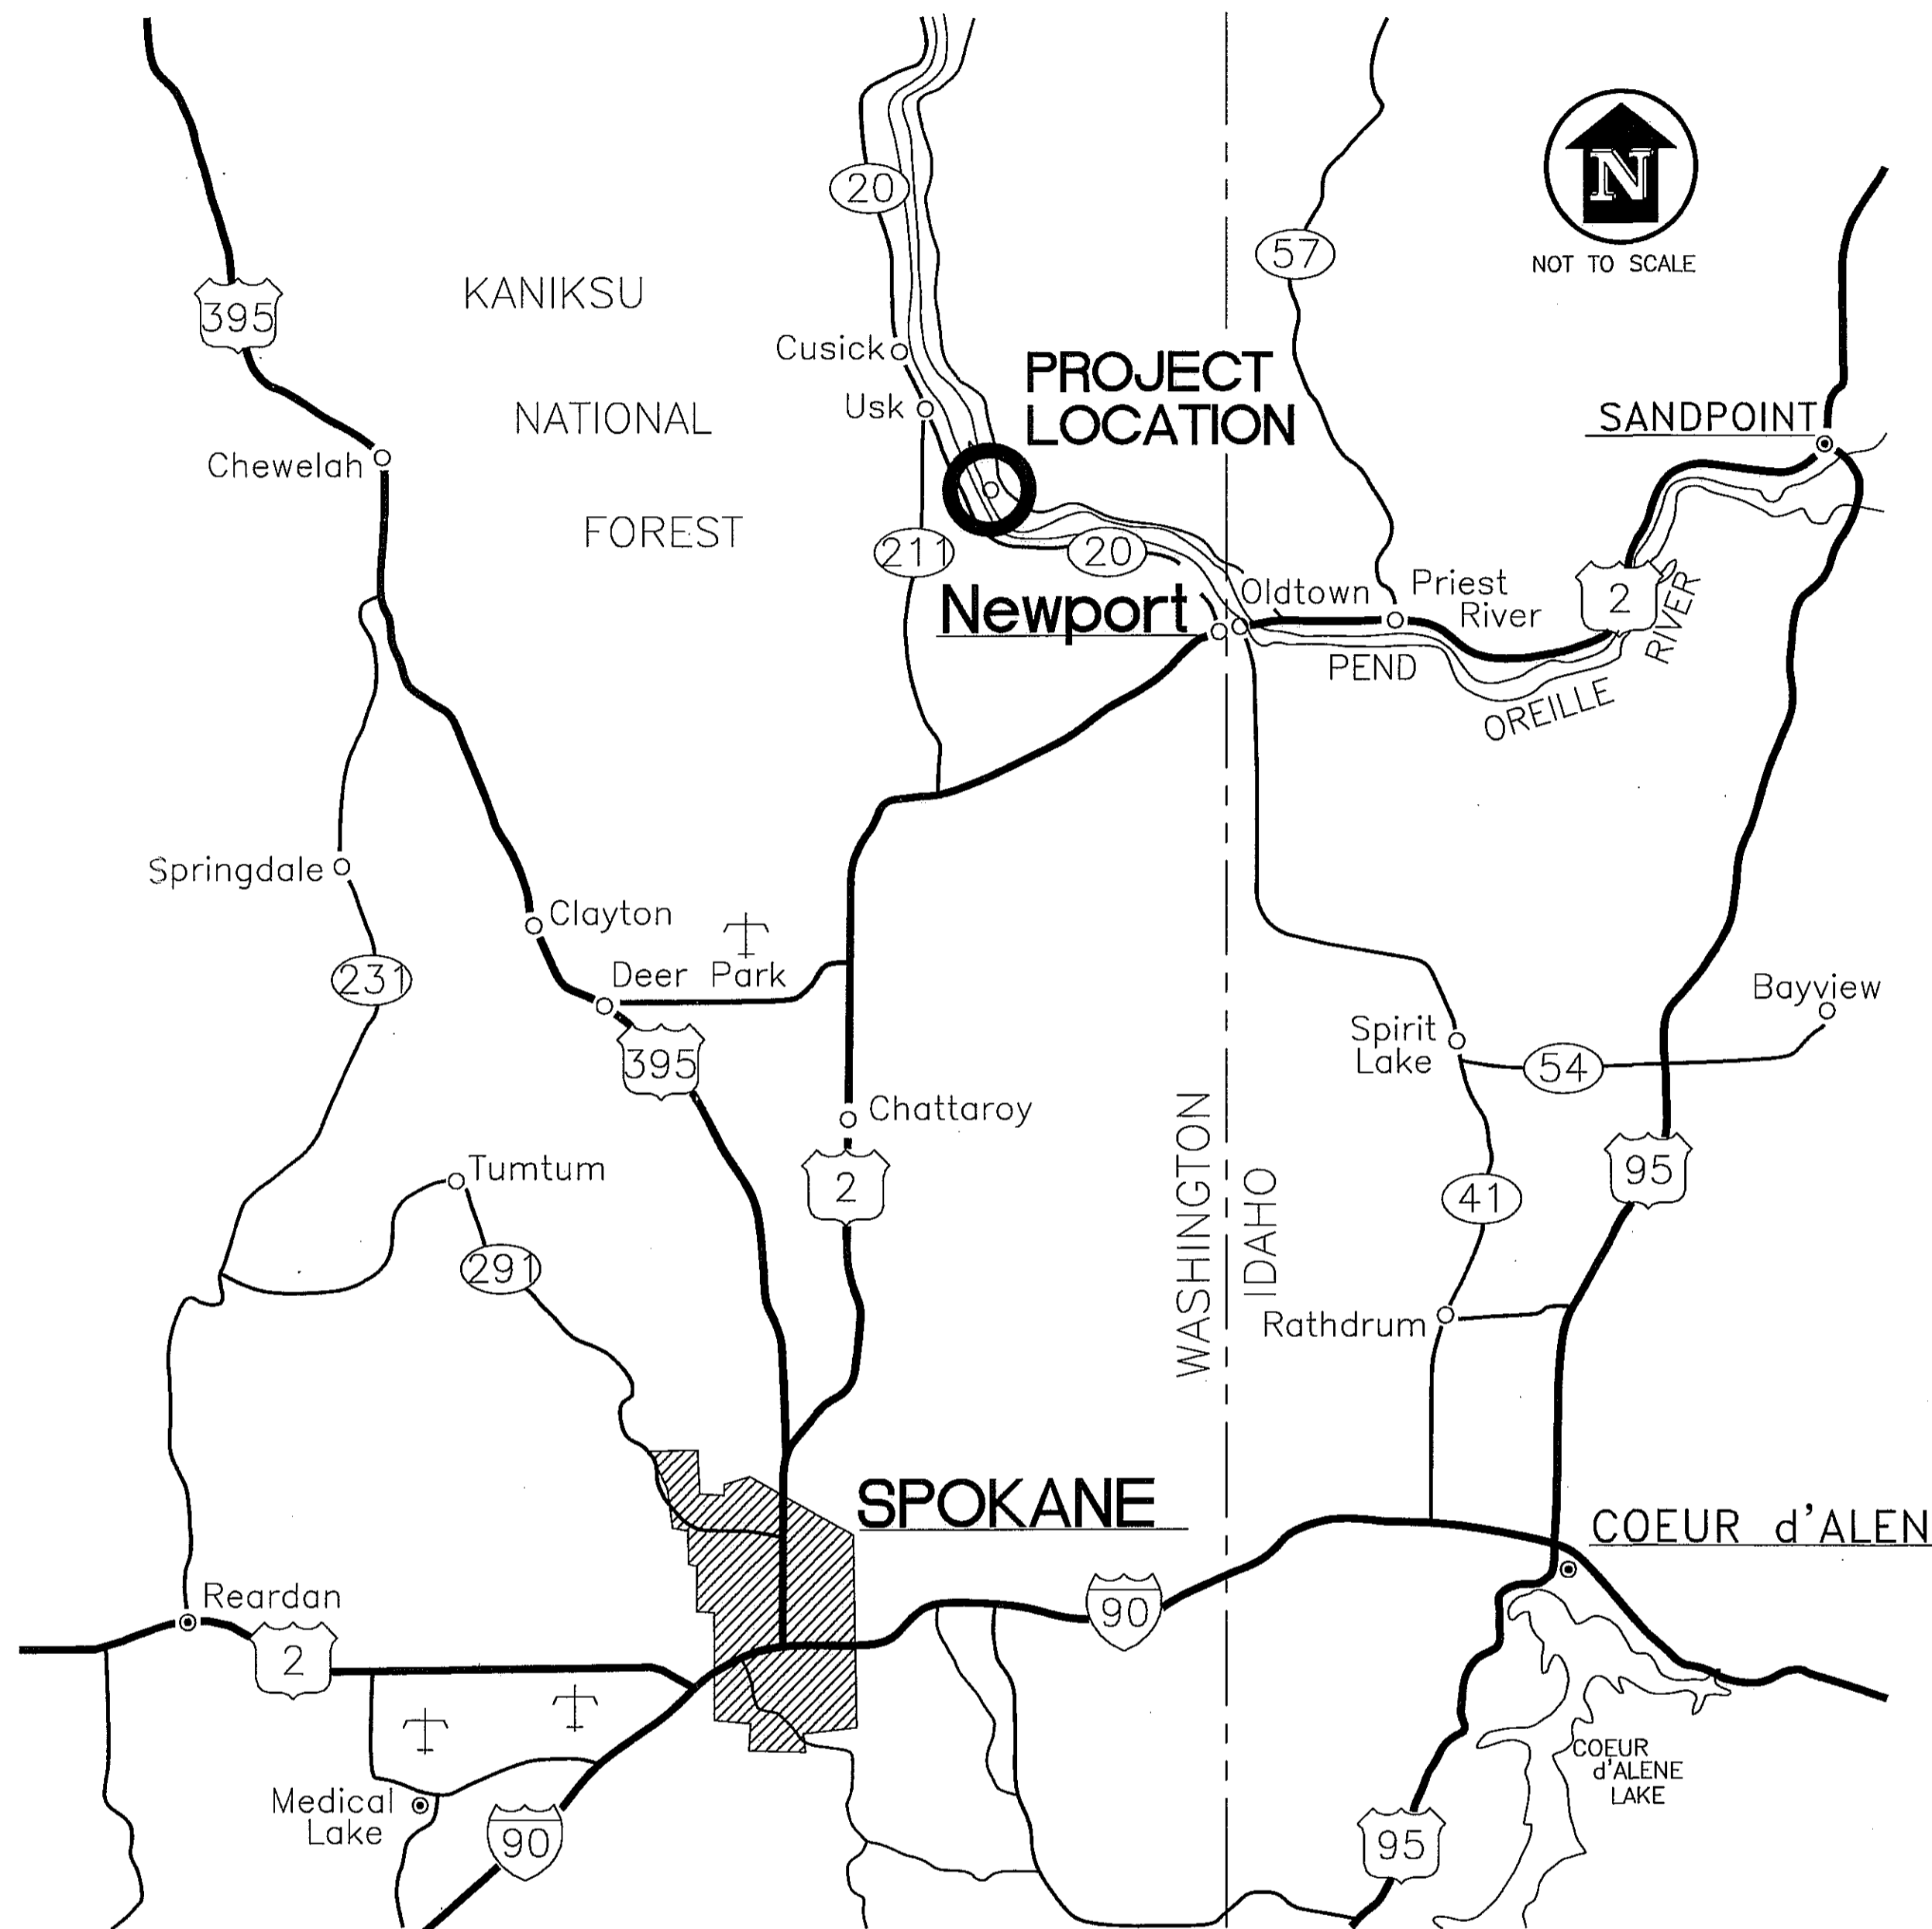 20
57
N
NOT TO SCALE
395
KANIKSU
Cusick
PROJECT
LOCATION
Usk
NATIONAL
SANDPOINT
Chewelah
FOREST
211
20
Newport
Oldtown
Priest
River
2
RIVER
PEND
OREILLE
Springdale
Clayton
231
Deer Park
Bayview
Spirit
Lake
54
395
Chattaroy
WASHINGTON
IDAHO
2
95
41
Tumtum
291
Rathdrum
SPOKANE
COEUR d'ALEN
Reardan
90
2
COEUR
d'ALENE
LAKE
Medical
Lake
90
95